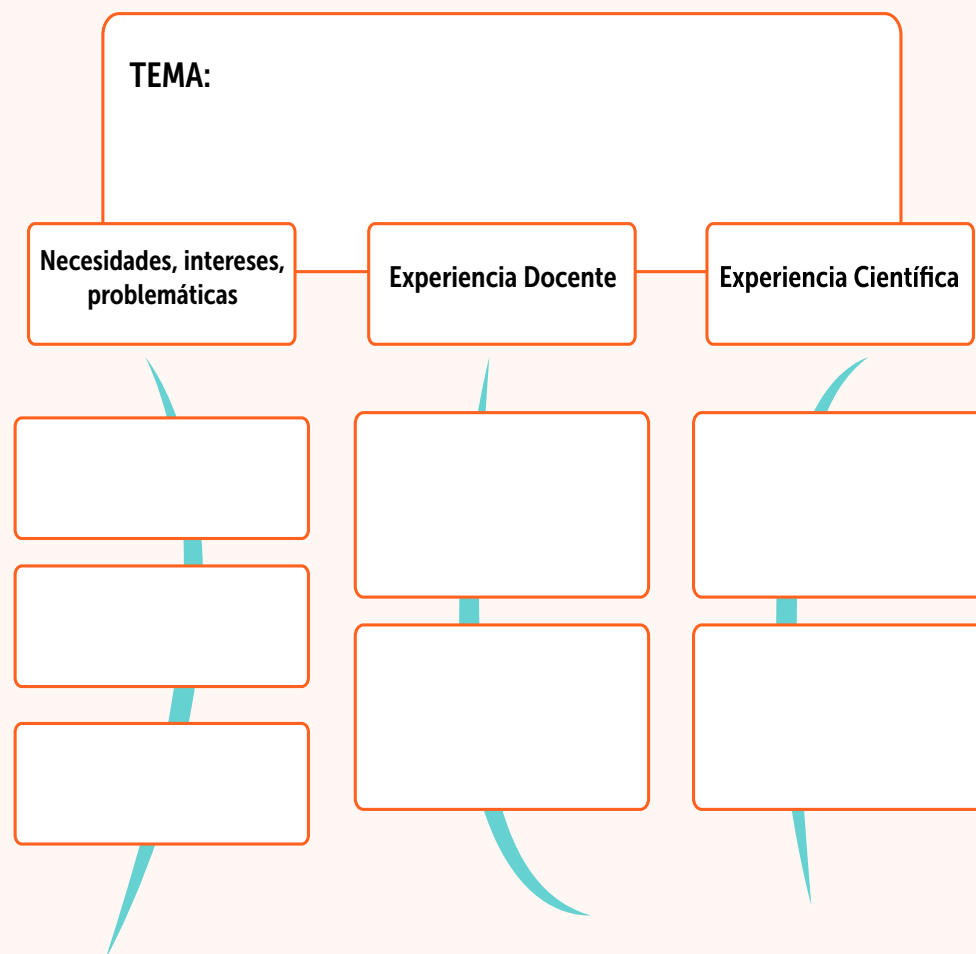 TEMA:
Necesidades, intereses,
problemáticas
Experiencia Docente
Experiencia Científica